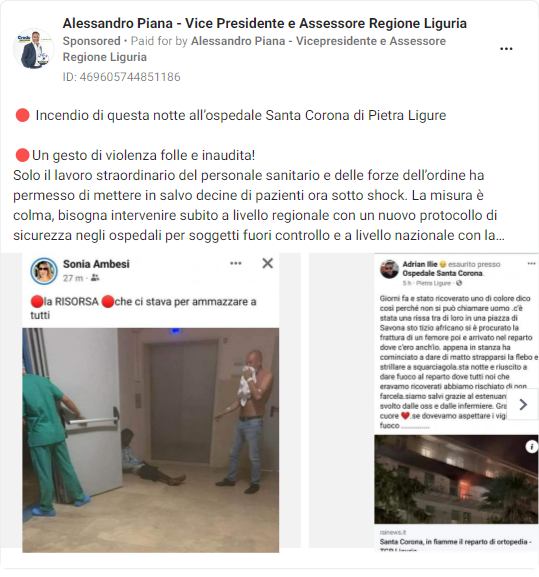 Alessandro Piana - Vice Presidente e Assessore Regione Liguria
Sponsored • Paid for by Alessandro Piana - Vicepresidente e Assessore
Regione Liguria
ID: 469605744851186
🔴 Incendio di questa notte all'ospedale Santa Corona di Pietra Ligure
🔴Un gesto di violenza folle e inaudita!
Solo il lavoro straordinario del personale sanitario e delle forze dell'ordine ha
permesso di mettere in salvo decine di pazienti ora sotto shock. La misura è
colma, bisogna intervenire subito a livello regionale con un nuovo protocollo di
sicurezza negli ospedali per soggetti fuori controllo e a livello nazionale con la...
Sonia Ambesi
27 m •
🔴la RISORSA 🔴che ci stava per ammazzare a
tutti
Adrian Ilie 😔 esaurito presso
Ospedale Santa Corona.
5 h · Pietra Ligure ·
Giorni fa e stato ricoverato uno di colore dico
così perché non si può chiamare uomo .c'è
stata una rissa tra di loro in una piazza di
Savona sto tizio africano si è procurato la
frattura di un femore poi e arrivato nel reparto
dove c'ero anch'io. appena in stanza ha
cominciato a dare di matto strapparsi la flebo e
strillare a squarciagola.sta notte e riuscito a
dare fuoco al reparto dove tutti noi che
eravamo ricoverati abbiamo rischiato di non
farcela.siamo salvi grazie al estenuan
svolto dalle oss e dalle infermiere. Gra
cuore ❤️.se dovevamo aspettare i vigi
fuoco ..............
rainews.it
Santa Corona, in fiamme il reparto di ortopedia -
TGR Liguria